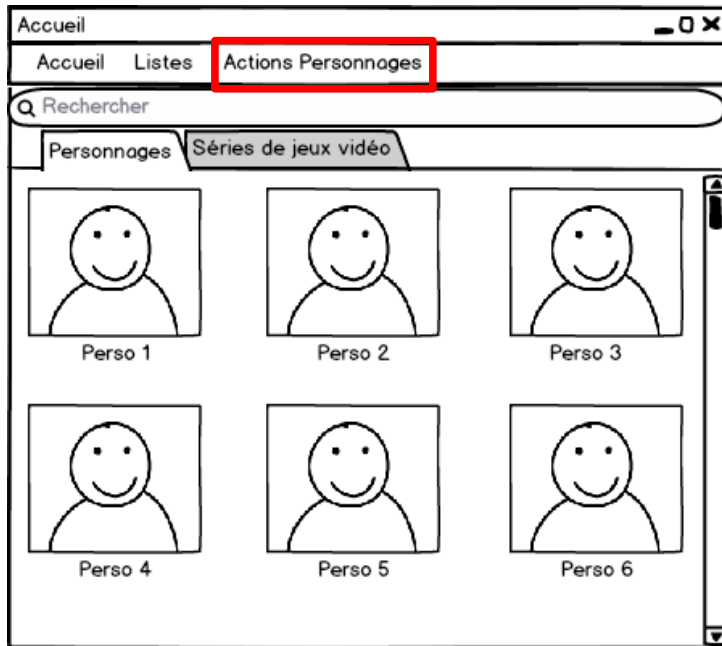 Accueil
Accueil Listes Actions Personnages
Rechercher
Personnages Séries de jeux vidéo
Perso 1 Perso 2 Perso 3
Perso 4 Perso 5 Perso 6